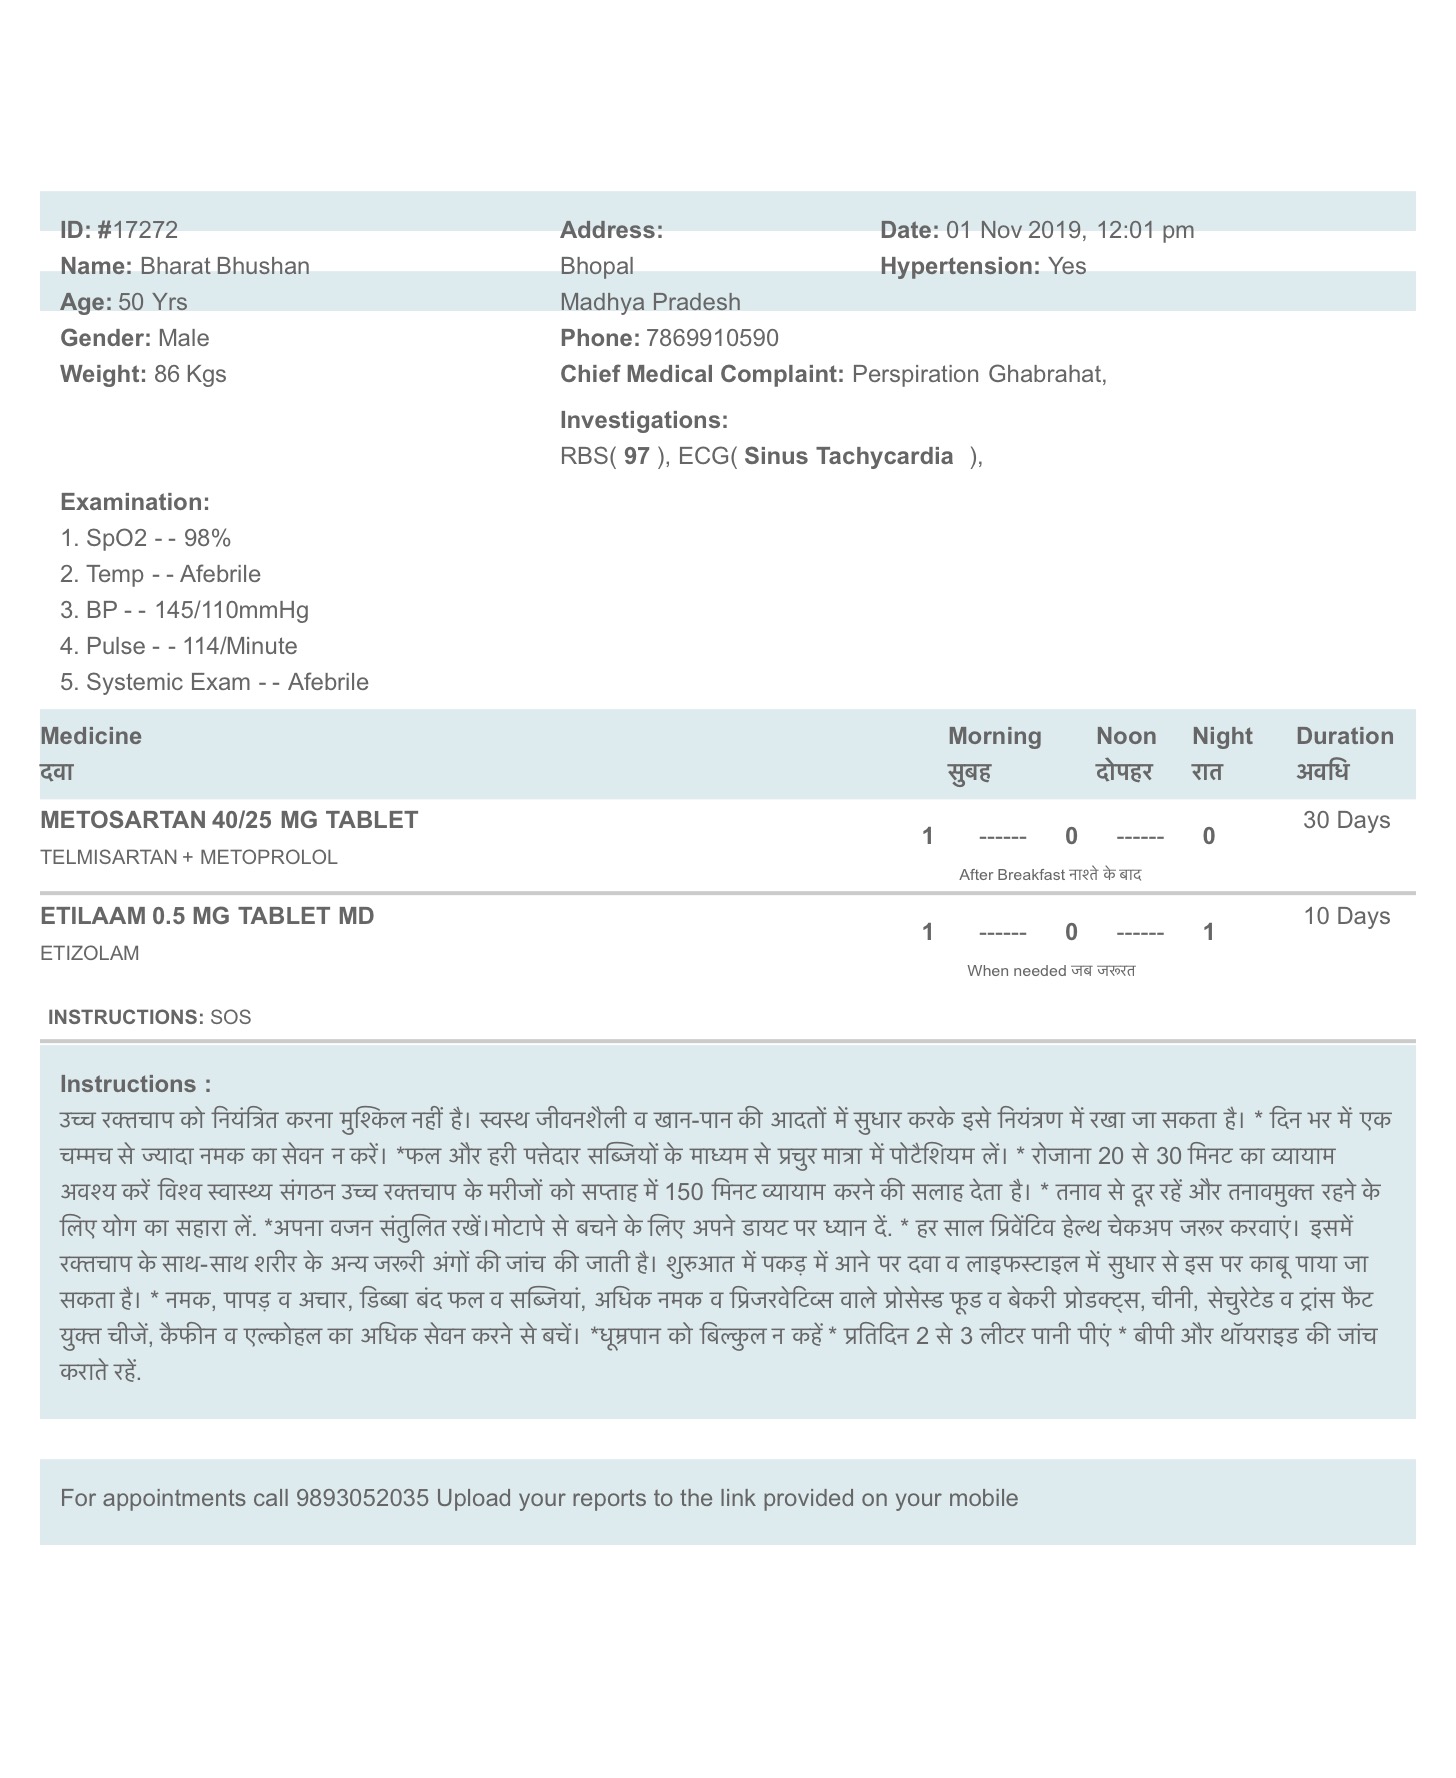 ID: #17272
Name: Bharat Bhushan
Age: 50 Yrs
Gender: Male
Weight: 86 Kgs
Address:
Bhopal
Madhya Pradesh
Phone: 7869910590
Chief Medical Complaint: Perspiration Ghabrahat,
Investigations:
RBS( 97 ), ECG( Sinus Tachycardia ),
Date: 01 Nov 2019, 12:01 pm
Hypertension: Yes
Examination:
1. SpO2 - - 98%
2. Temp - - Afebrile
3. BP - - 145/110mmHg
4. Pulse - - 114/Minute
5. Systemic Exam - - Afebrile
Medicine Morning Noon Night Duration
दवा सुबह दोपहर रात अवधि
METOSARTAN 40/25 MG TABLET 30 Days
1 ------ 0 ------ 0
TELMISARTAN + METOPROLOL
After Breakfast नाश्ते के बाद
ETILAAM 0.5 MG TABLET MD 10 Days
1 ------ 0 ------ 1
ETIZOLAM
When needed जब जरूरत
INSTRUCTIONS: SOS
Instructions :
उच्च रक्तचाप को नियंत्रित करना मुश्किल नहीं है। स्वस्थ जीवनशैली व खान-पान की आदतों में सुधार करके इसे नियंत्रण में रखा जा सकता है। * दिन भर में एक
चम्मच से ज्यादा नमक का सेवन न करें। *फल और हरी पत्तेदार सब्जियों के माध्यम से प्रचुर मात्रा में पोटैशियम लें। * रोजाना 20 से 30 मिनट का व्यायाम
अवश्य करें विश्व स्वास्थ्य संगठन उच्च रक्तचाप के मरीजों को सप्ताह में 150 मिनट व्यायाम करने की सलाह देता है। * तनाव से दूर रहें और तनावमुक्त रहने के
लिए योग का सहारा लें. *अपना वजन संतुलित रखें।मोटापे से बचने के लिए अपने डायट पर ध्यान दें. * हर साल प्रिवेंटिव हेल्थ चेकअप जरूर करवाएं। इसमें
रक्तचाप के साथ-साथ शरीर के अन्य जरूरी अंगों की जांच की जाती है। शुरुआत में पकड़ में आने पर दवा व लाइफस्टाइल में सुधार से इस पर काबू पाया जा
सकता है। * नमक, पापड़ व अचार, डिब्बा बंद फल व सब्जियां, अधिक नमक व प्रिजरवेटिव्स वाले प्रोसेस्ड फूड व बेकरी प्रोडक्ट्स, चीनी, सेचुरेटेड व ट्रांस फैट
युक्त चीजें, कैफीन व एल्कोहल का अधिक सेवन करने से बचें। *धूम्रपान को बिल्कुल न कहें * प्रतिदिन 2 से 3 लीटर पानी पीएं * बीपी और थॉयराइड की जांच
कराते रहें.
For appointments call 9893052035 Upload your reports to the link provided on your mobile